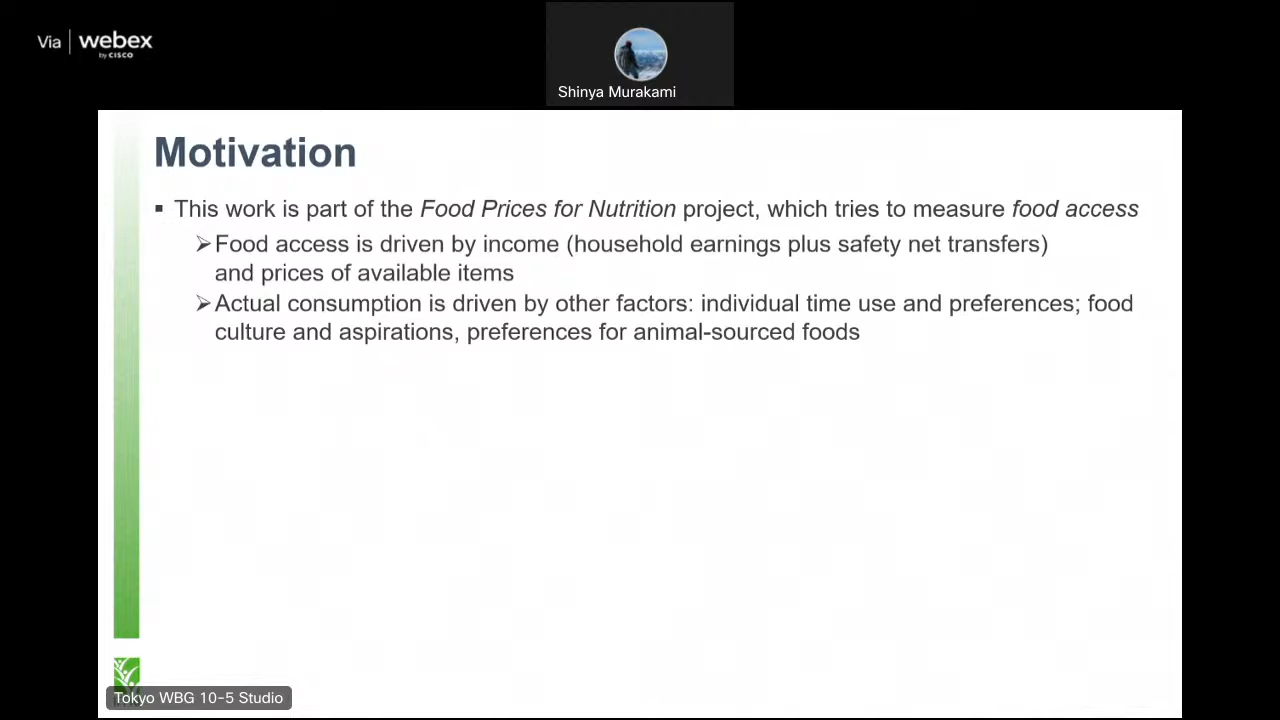 Via | webex
by CISCO
Shinya Murakami
Motivation
▪ This work is part of the Food Prices for Nutrition project, which tries to measure food access
➢Food access is driven by income (household earnings plus safety net transfers)
and prices of available items
➢Actual consumption is driven by other factors: individual time use and preferences; food
culture and aspirations, preferences for animal-sourced foods
Tokyo WBG 10-5 Studio